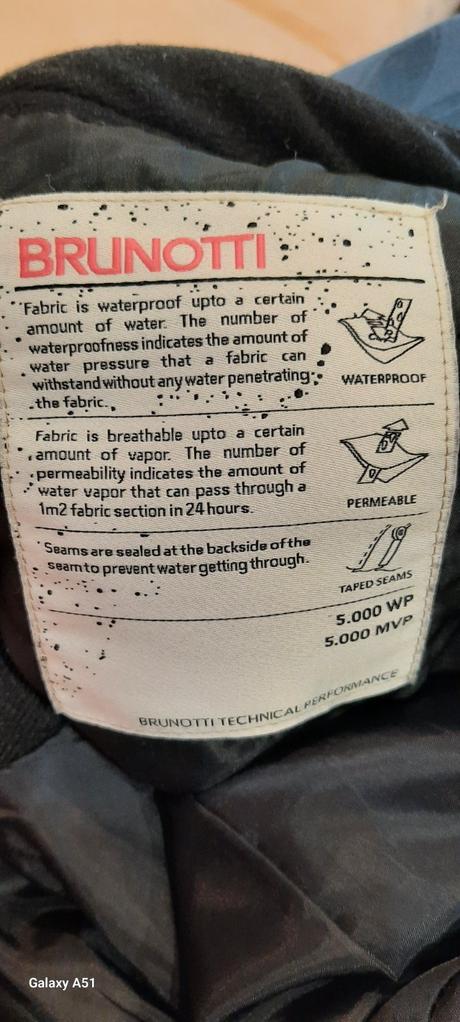 BRUNOTTI
Fabric is waterproof upto a certain
amount of water. The number of
waterproofness indicates the amount of
water pressure that a fabric can
withstand without any water penetrating
the fabric.
WATERPROOF
Fabric is breathable upto a certain
amount of vapor. The number of
permeability indicates the amount of
water vapor that can pass through a
1m2 fabric section in 24 hours.
PERMEABLE
Seams are sealed at the backside of the
seam to prevent water getting through.
TAPED SEAMS
5.000 WP
5.000 MVP
BRUNOTTI TECHNICAL PERFORMANCE
Galaxy A51